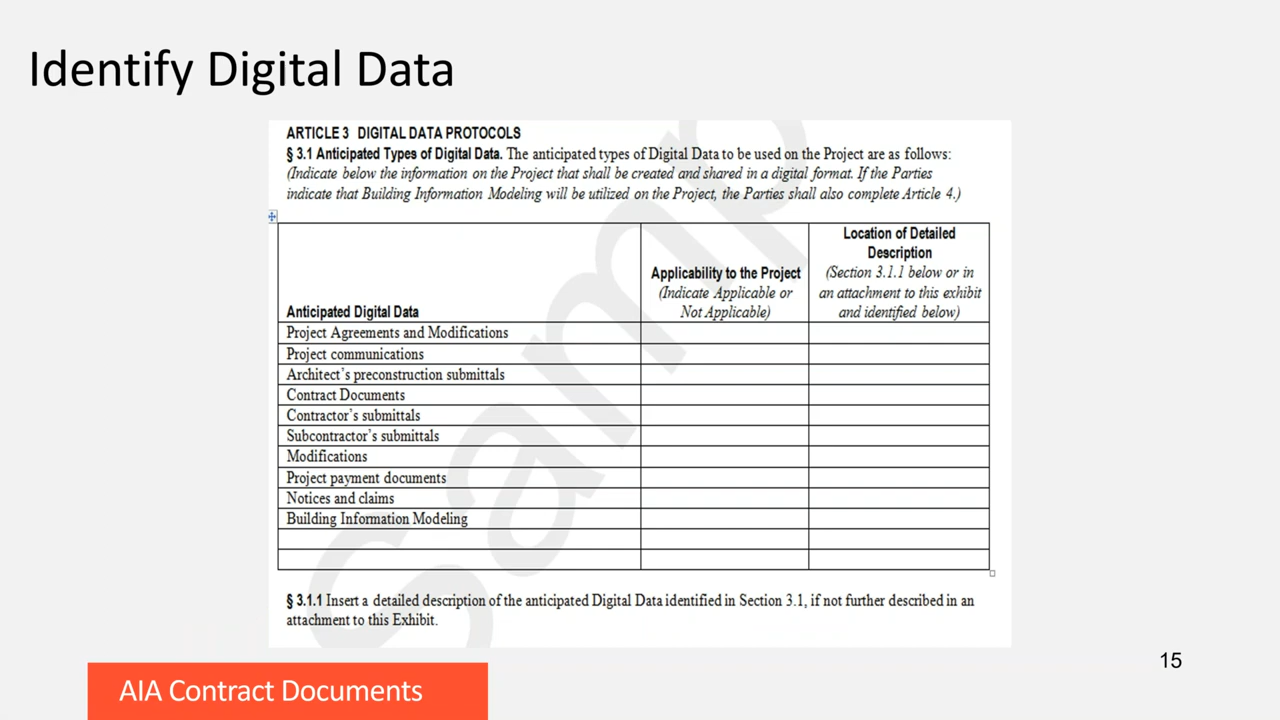 Identify Digital Data
ARTICLE 3 DIGITAL DATA PROTOCOLS
§ 3.1 Anticipated Types of Digital Data. The anticipated types of Digital Data to be used on the Project are as follows:
(Indicate below the information on the Project that shall be created and shared in a digital format. If the Parties
indicate that Building Information Modeling will be utilized on the Project, the Parties shall also complete Article 4.)
Anticipated Digital Data
Applicability to the Project
(Indicate Applicable or
Not Applicable)
Location of Detailed
Description
(Section 3.1.1 below or in
an attachment to this exhibit
and identified below)
Project Agreements and Modifications
Project communications
Architect’s preconstruction submittals
Contract Documents
Contractor’s submittals
Subcontractor’s submittals
Modifications
Project payment documents
Notices and claims
Building Information Modeling
§ 3.1.1 Insert a detailed description of the anticipated Digital Data identified in Section 3.1, if not further described in an
attachment to this Exhibit.
Samp
15
AIA Contract Documents